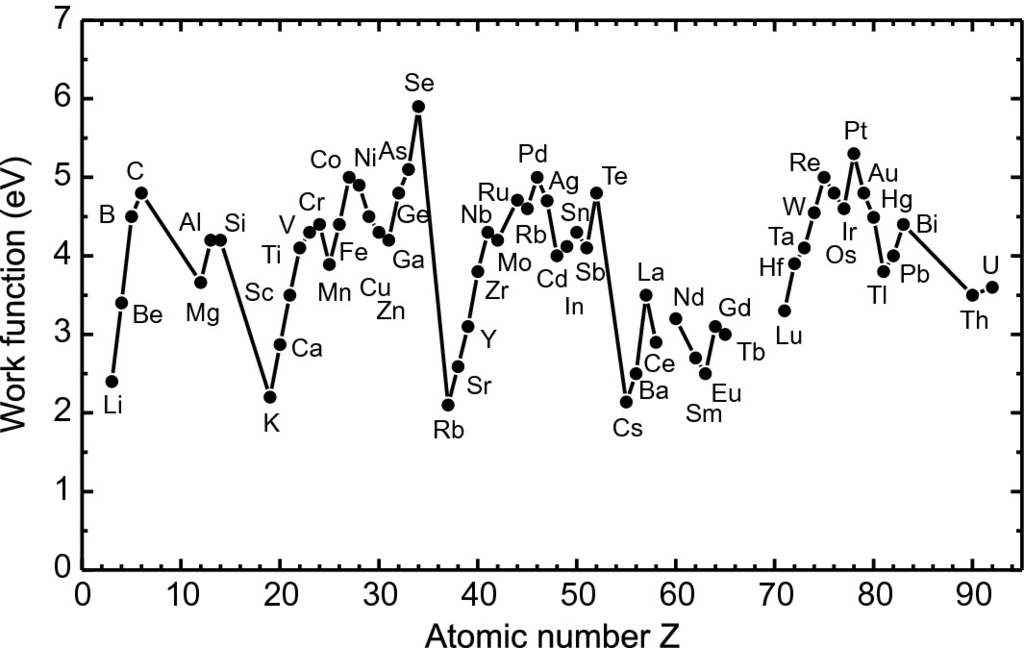 Work function (eV)
7
6
5
4
3
2
1
0
Se
Pt
Co
Ni
As
Pd
Re
C
Te
Au
B
Cr
Ru
Ag
Hg
V
Nb
Ge
Sn
W
Al
Si
Ti
Fe
Rb
Ta
Ir
Bi
Ga
Mo
Sb
Os
Cd
Hf
La
Pb
U
Sc
Mn
Cu
Zr
In
Tl
Be
Mg
Zn
Nd
Gd
Th
Ca
Y
Lu
Tb
Ce
Sr
Ba
Eu
Li
Sm
K
Rb
Cs
0 10 20 30 40 50 60 70 80 90
Atomic number Z